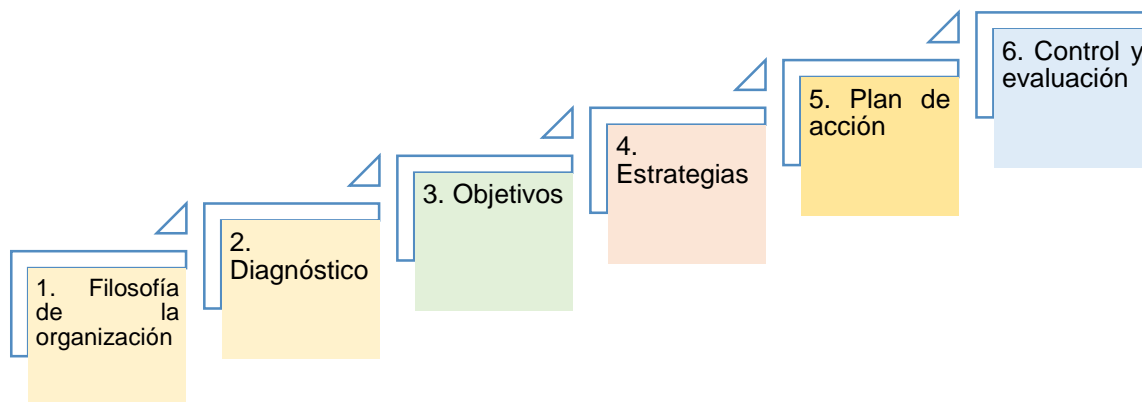 1. Filosofía
de la
organización
2.
Diagnóstico
3. Objetivos
4.
Estrategias
5. Plan de
acción
6. Control y
evaluación